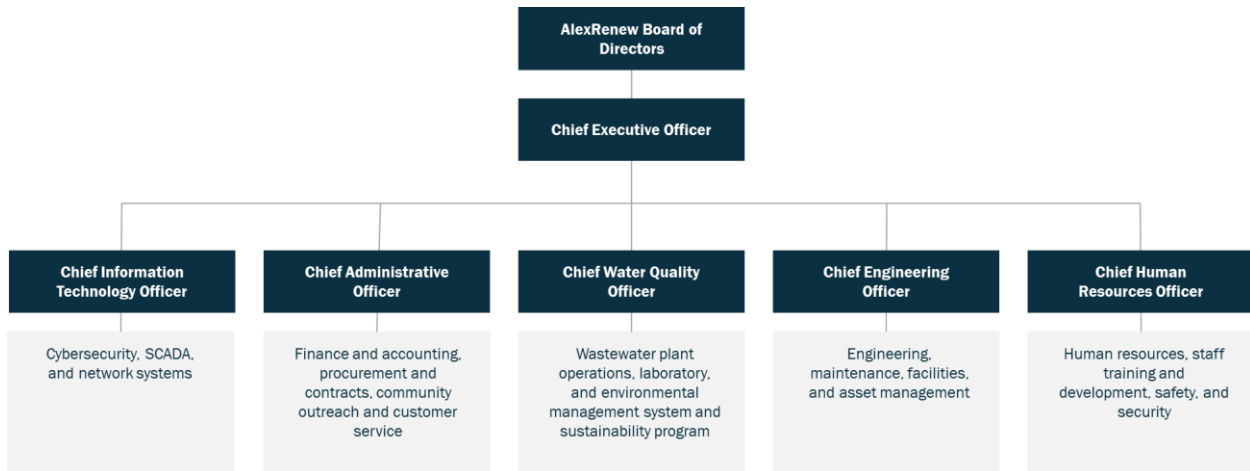 AlexRenew Board of
Directors
Chief Executive Officer
Chief Information
Technology Officer
Cybersecurity, SCADA,
and network systems
Chief Administrative
Officer
Finance and accounting,
procurement and
contracts, community
outreach and customer
service
Chief Water Quality
Officer
Wastewater plant
operations, laboratory,
and environmental
management system and
sustainability program
Chief Engineering
Officer
Engineering,
maintenance, facilities,
and asset management
Chief Human
Resources Officer
Human resources, staff
training and
development, safety, and
security